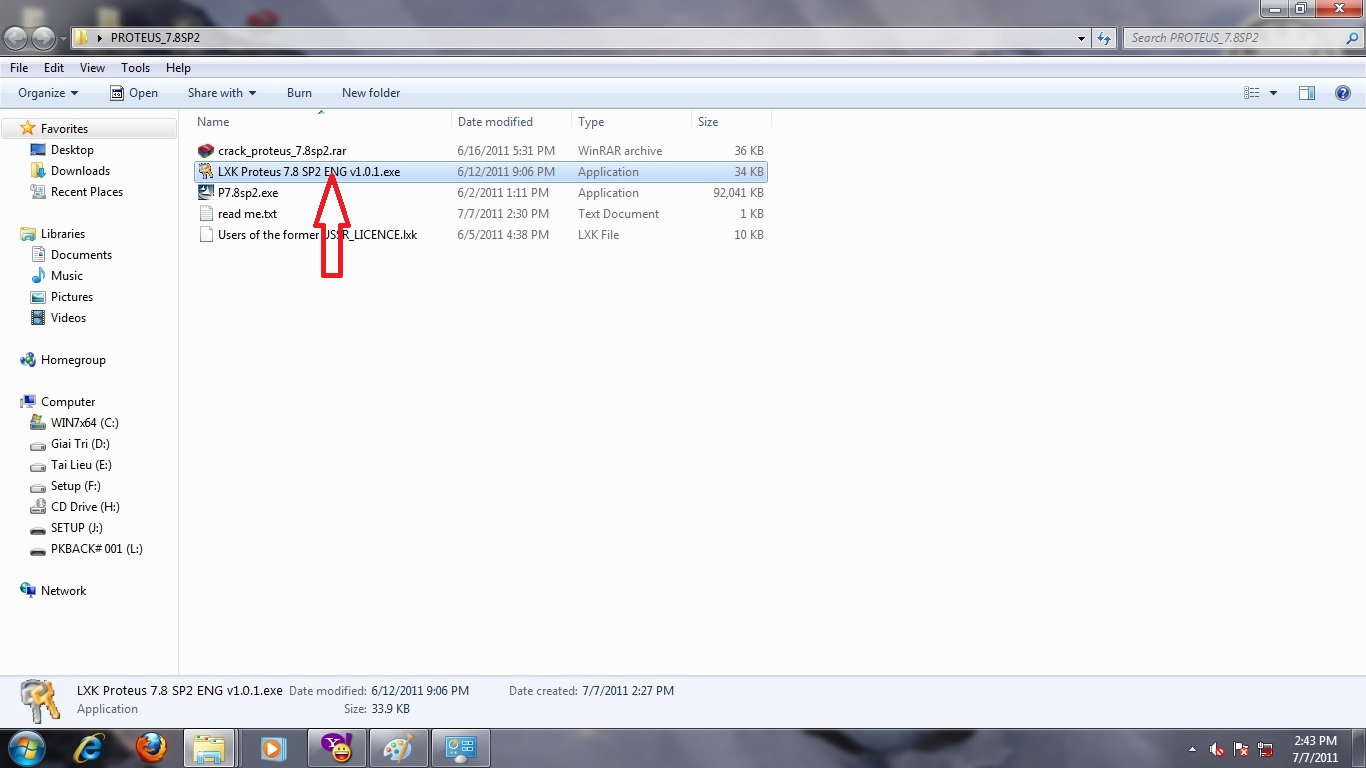 PROTEUS_7.8SP2
Search PROTEUS_7.8SP2
File Edit View Tools Help
Organize Open Share with Burn New folder
Name Date modified Type Size
Favorites
Desktop
Downloads
Recent Places
Libraries
Documents
Music
Pictures
Videos
Homegroup
Computer
WIN7x64 (C:)
Giai Tri (D:)
Tai Lieu (E:)
Setup (F:)
CD Drive (H:)
SETUP (J:)
PKBACK# 001 (L:)
Network
crack_proteus_7.8sp2.rar 6/16/2011 5:31 PM WinRAR archive 36 KB
LXK Proteus 7.8 SP2 ENG v1.0.1.exe 6/12/2011 9:06 PM Application 34 KB
P7.8sp2.exe 6/2/2011 1:11 PM Application 92,041 KB
read me.txt 7/7/2011 2:30 PM Text Document 1 KB
Users of the former USSR_LICENCE.lxk 6/5/2011 4:38 PM LXK File 10 KB
LXK Proteus 7.8 SP2 ENG v1.0.1.exe Date modified: 6/12/2011 9:06 PM Date created: 7/7/2011 2:27 PM
Application Size: 33.9 KB
2:43 PM
7/7/2011